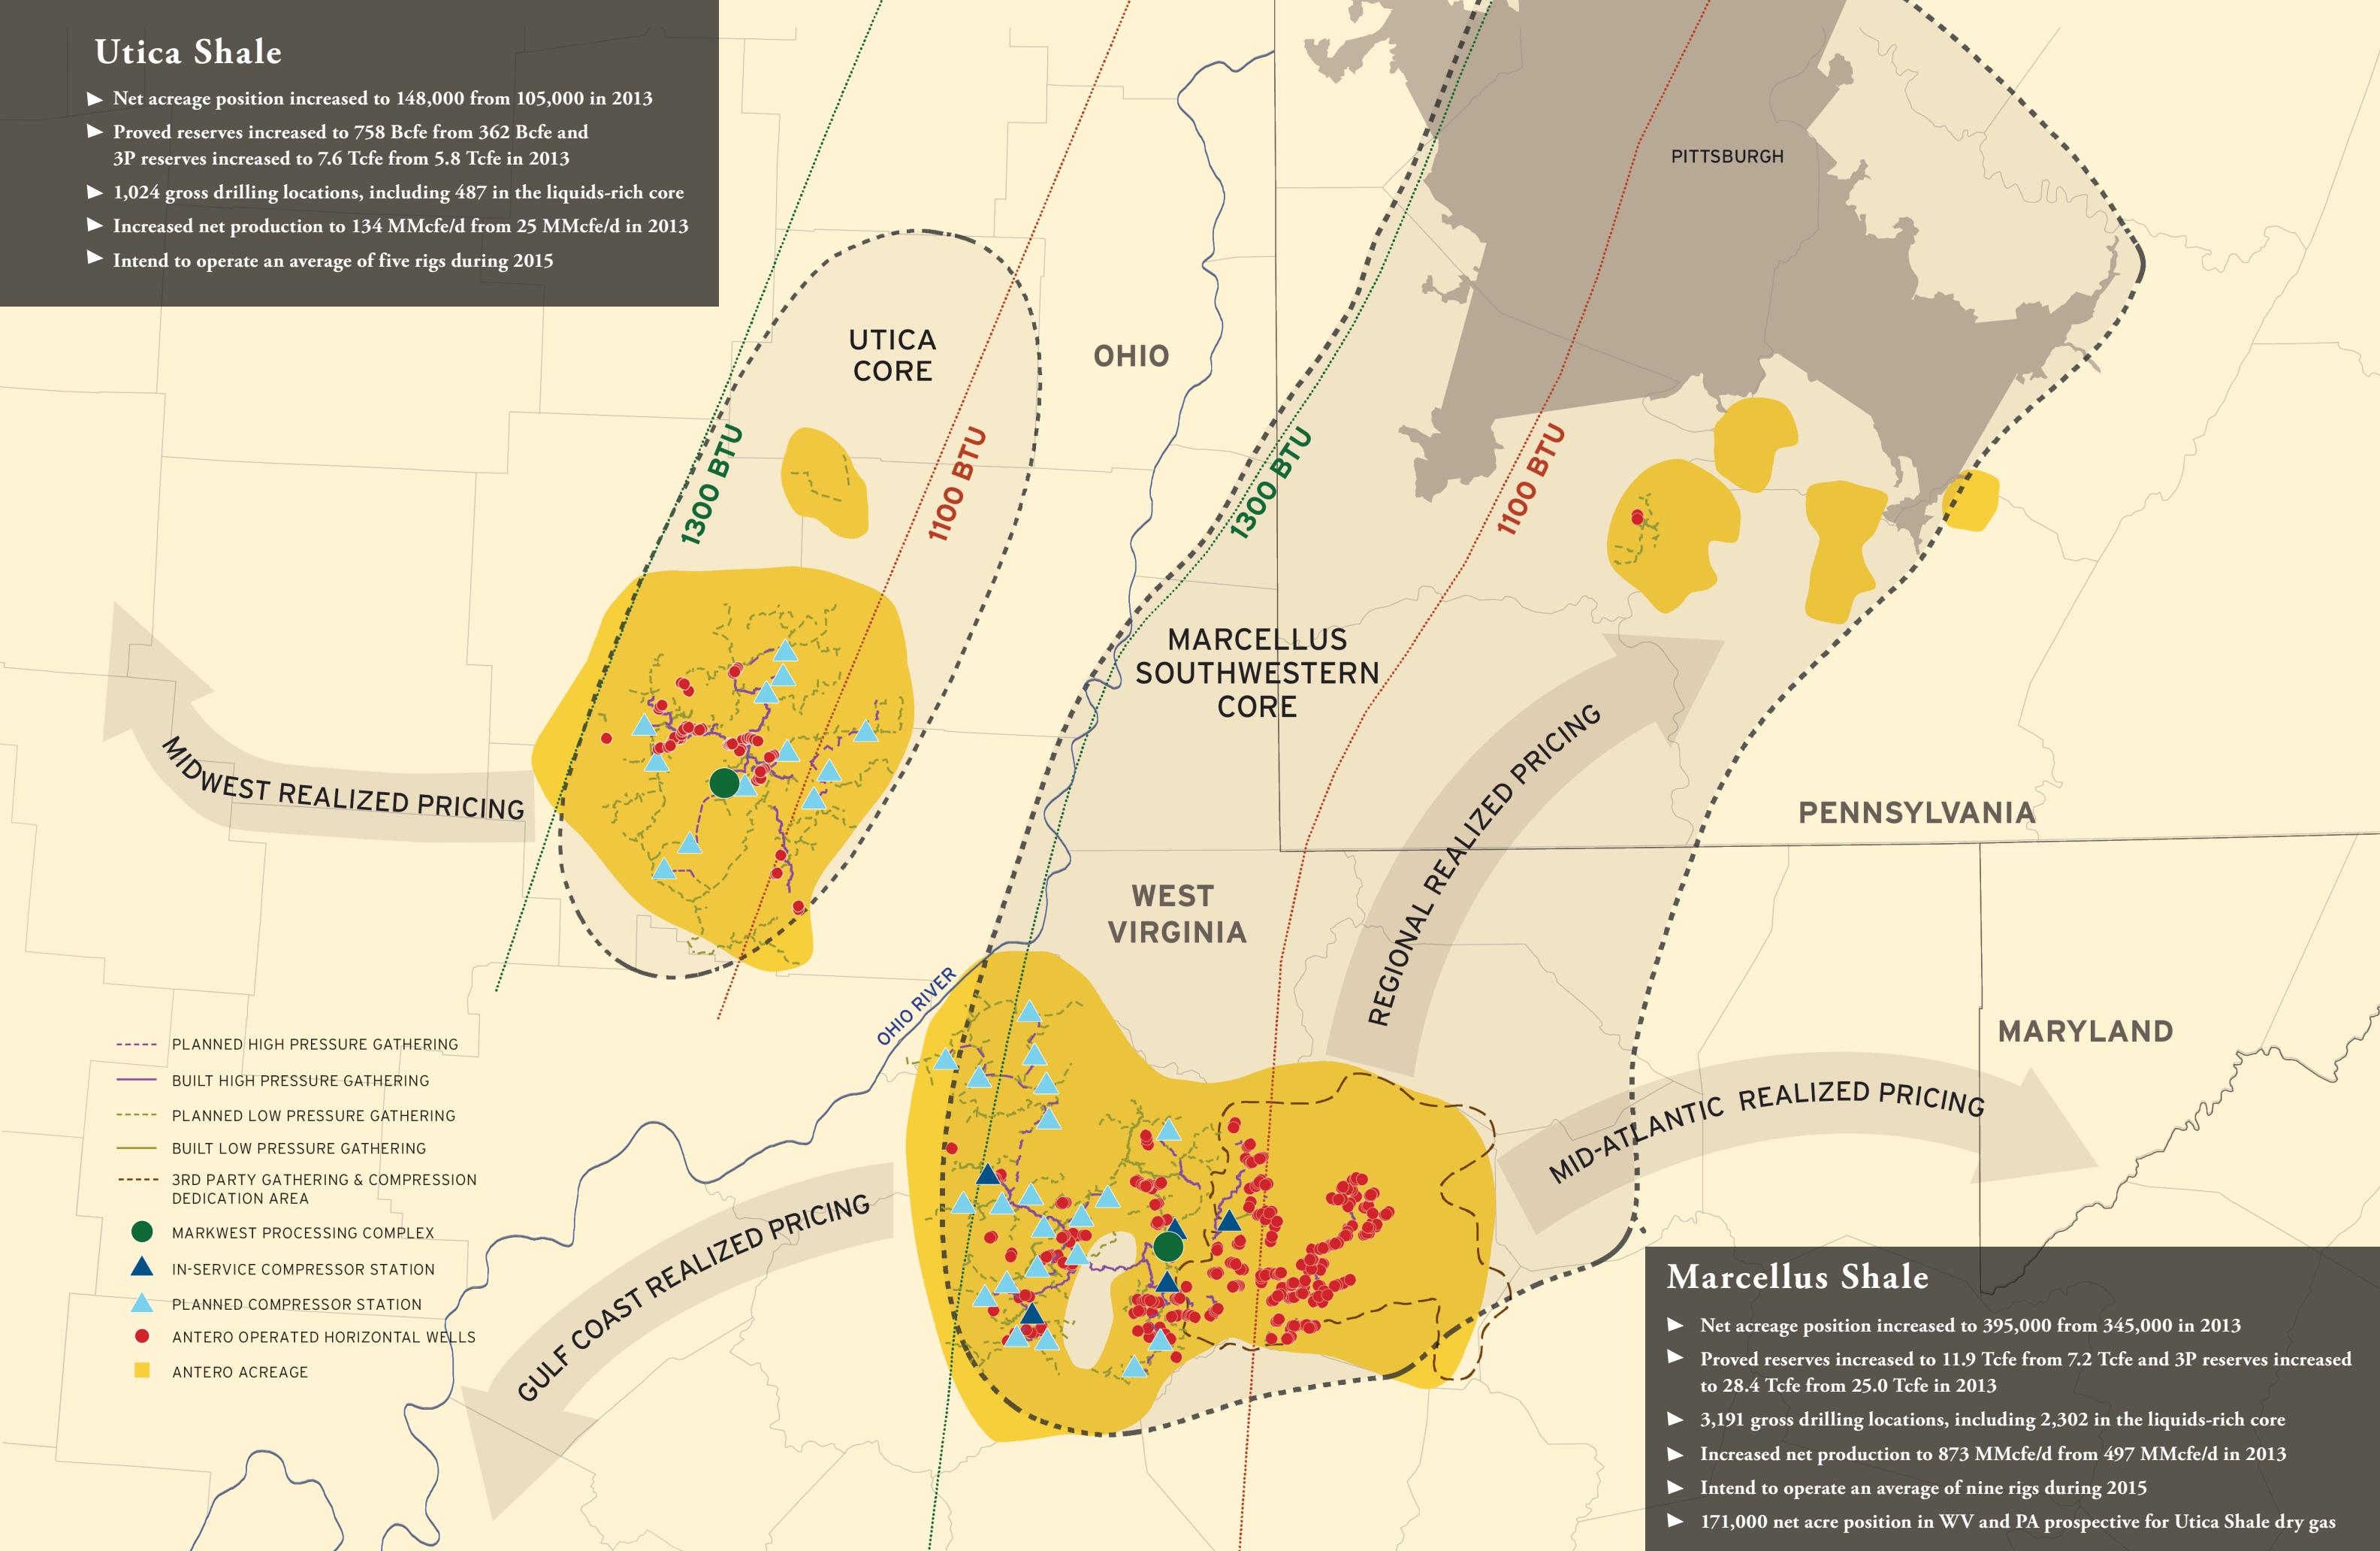 Utica Shale
Net acreage position increased to 148,000 from 105,000 in 2013
Proved reserves increased to 758 Bcfe from 362 Bcfe and
3P reserves increased to 7.6 Tcfe from 5.8 Tcfe in 2013
1,024 gross drilling locations, including 487 in the liquids-rich core
Increased net production to 134 MMcfe/d from 25 MMcfe/d in 2013
Intend to operate an average of five rigs during 2015
PITTSBURGH
UTICA
CORE
OHIO
1300 BTU
1100 BTU
1300 BTU
1100 BTU
MARCELLUS
SOUTHWESTERN
CORE
MIDWEST REALIZED PRICING
REGIONAL REALIZED PRICING
PENNSYLVANIA
WEST
VIRGINIA
OHIO RIVER
MARYLAND
MID-ATLANTIC REALIZED PRICING
GULF COAST REALIZED PRICING
PLANNED HIGH PRESSURE GATHERING
BUILT HIGH PRESSURE GATHERING
PLANNED LOW PRESSURE GATHERING
BUILT LOW PRESSURE GATHERING
3RD PARTY GATHERING & COMPRESSION
DEDICATION AREA
MARKWEST PROCESSING COMPLEX
IN-SERVICE COMPRESSOR STATION
PLANNED COMPRESSOR STATION
ANTERO OPERATED HORIZONTAL WELLS
ANTERO ACREAGE
Marcellus Shale
Net acreage position increased to 395,000 from 345,000 in 2013
Proved reserves increased to 11.9 Tcfe from 7.2 Tcfe and 3P reserves increased
to 28.4 Tcfe from 25.0 Tcfe in 2013
3,191 gross drilling locations, including 2,302 in the liquids-rich core
Increased net production to 873 MMcfe/d from 497 MMcfe/d in 2013
Intend to operate an average of nine rigs during 2015
171,000 net acre position in WV and PA prospective for Utica Shale dry gas